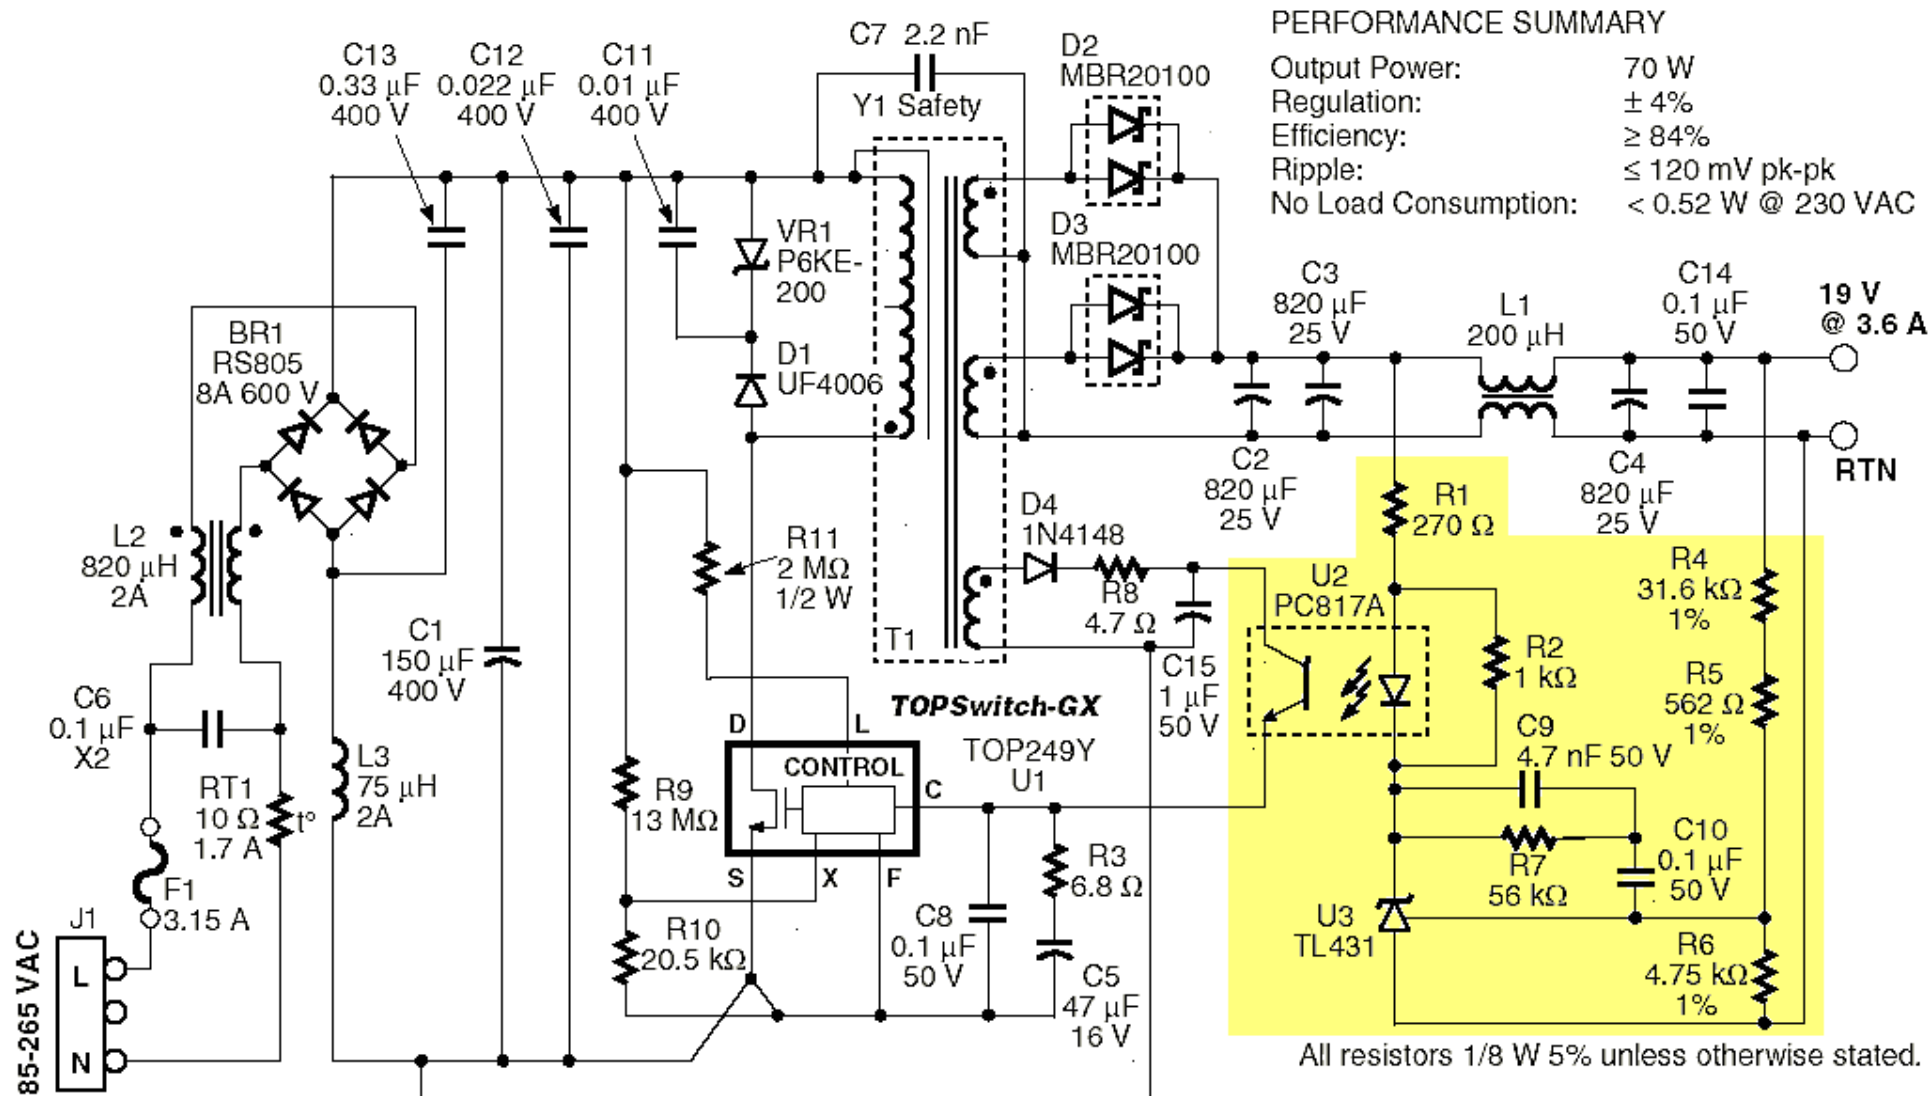 C7 2.2 nF
Y1 Safety
C13
0.33 µF
400 V
C12
0.022 µF
400 V
C11
0.01 µF
400 V
D2
MBR20100
PERFORMANCE SUMMARY
Output Power: 70 W
Regulation: ± 4%
Efficiency: ≥ 84%
Ripple: ≤ 120 mV pk-pk
No Load Consumption: < 0.52 W @ 230 VAC
VR1
P6KE-
200
D3
MBR20100
C3
820 µF
25 V
L1
200 µH
C14
0.1 µF
50 V
19 V
@ 3.6 A
BR1
RS805
8A 600 V
D1
UF4006
C2
820 µF
25 V
C4
820 µF
25 V
RTN
R1
270 Ω
L2
820 µH
2A
R11
2 MΩ
1/2 W
D4
1N4148
R8
4.7 Ω
U2
PC817A
R4
31.6 kΩ
1%
C1
150 µF
400 V
T1
C15
1 µF
50 V
R2
1 kΩ
R5
562 Ω
1%
C6
0.1 µF
X2
TOPSwitch-GX
TOP249Y
U1
D
L
CONTROL
C
S
X
F
C9
4.7 nF 50 V
RT1
10 Ω
1.7 A
t°
L3
75 µH
2A
R9
13 MΩ
R3
6.8 Ω
R7
56 kΩ
C10
0.1 µF
50 V
F1
3.15 A
J1
L
N
85-265 VAC
R10
20.5 kΩ
C8
0.1 µF
50 V
C5
47 µF
16 V
U3
TL431
R6
4.75 kΩ
1%
All resistors 1/8 W 5% unless otherwise stated.